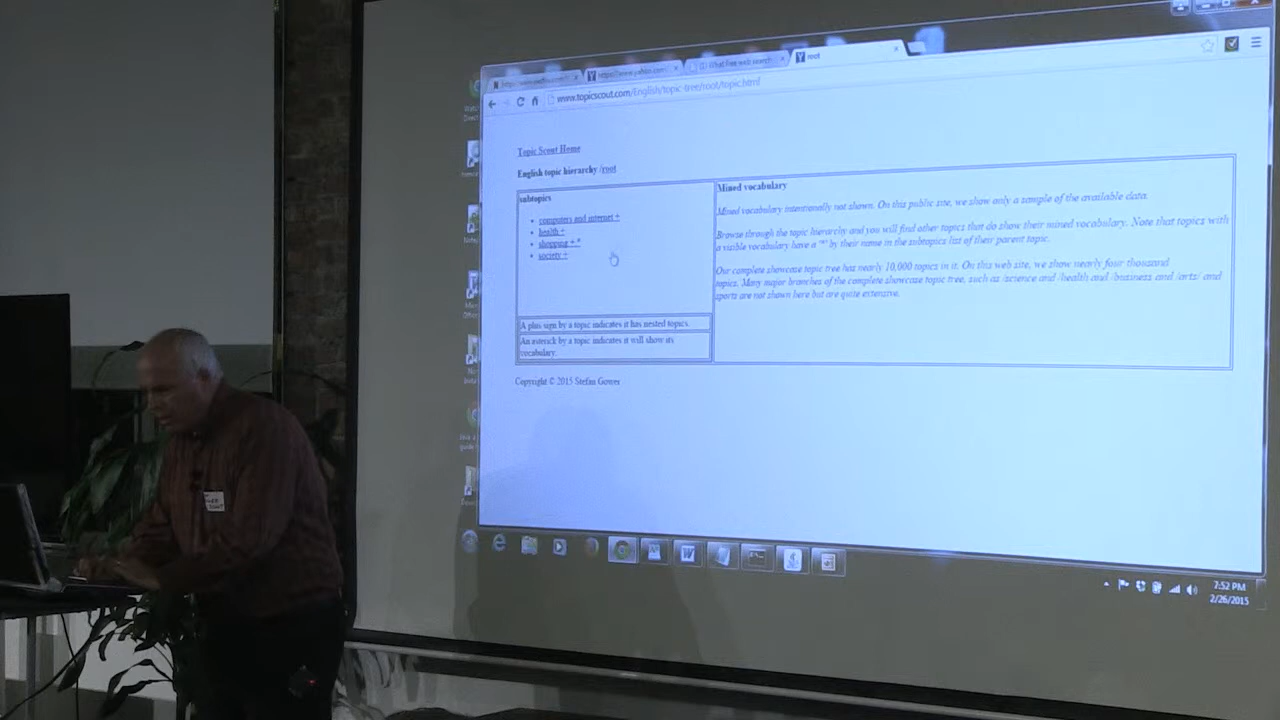 root
www.topicscout.com/English/topic-tree/root/topic.html
Topic Scout Home
English topic hierarchy /root
subtopics
computers and internet +
health +
shopping + *
society +
A plus sign by a topic indicates it has nested topics.
An asterick by a topic indicates it will show its
vocabulary.
Mined vocabulary
Mined vocabulary intentionally not shown. On this public site, we show only a sample of the available data.
Browse through the topic hierarchy and you will find other topics that do show their mined vocabulary. Note that topics with
a visible vocabulary have a "*" by their name in the subtopics list of their parent topic.
Our complete showcase topic tree has nearly 10,000 topics in it. On this web site, we show nearly four thousand
topics. Many major branches of the complete showcase topic tree, such as /science and /health and /business and /arts/ and
sports are not shown here but are quite extensive.
Copyright © 2015 Stefan Gower
7:52 PM
2/26/2015